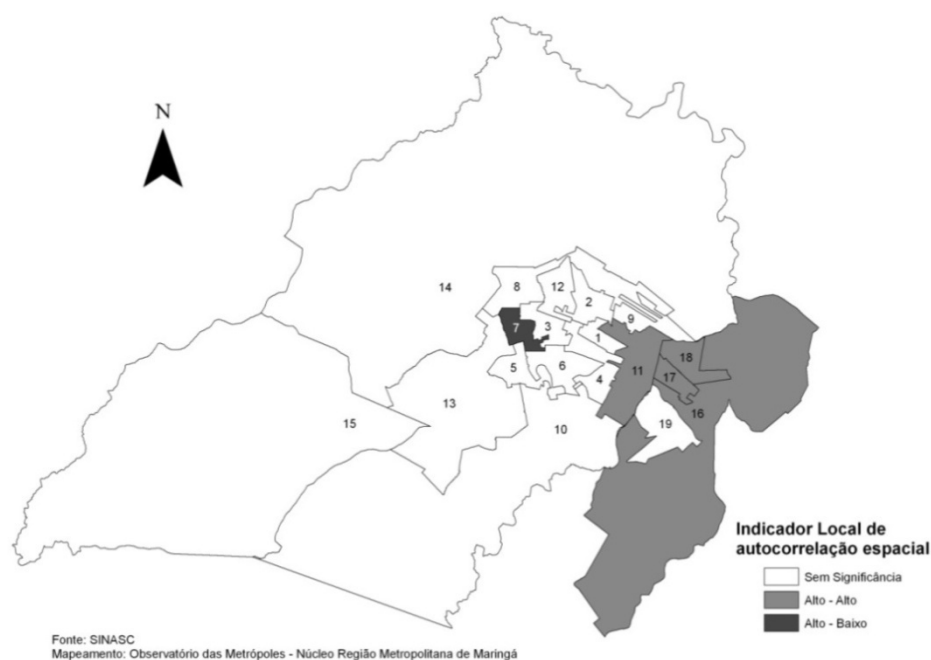 N
14
8
12
2
9
7
3
1
5
6
4
11
18
17
16
13
15
10
19
Indicador Local de
autocorrelação espacial
Sem Significância
Alto - Alto
Alto - Baixo
Fonte: SINASC
Mapeamento: Observatório das Metrópoles - Núcleo Região Metropolitana de Maringá